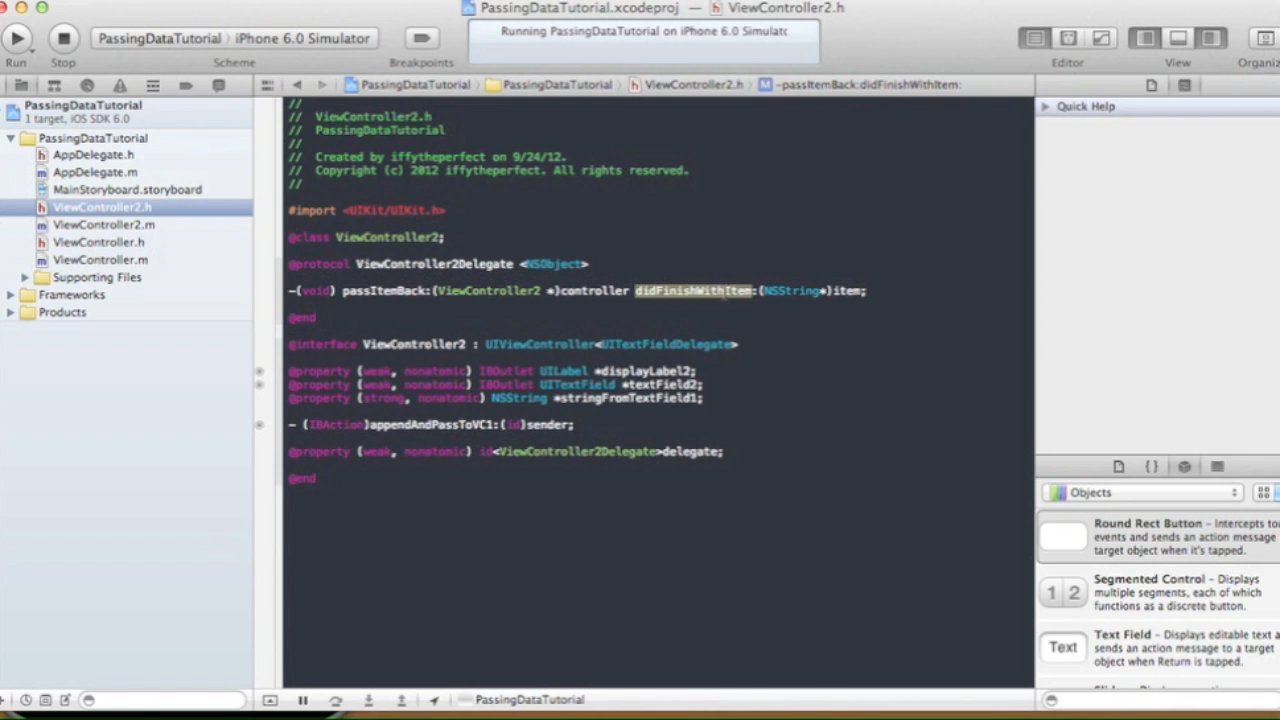 PassingDataTutorial.xcodeproj — ViewController2.h
PassingDataTutorial iPhone 6.0 Simulator
Running PassingDataTutorial on iPhone 6.0 Simulatc
Run Stop Scheme Breakpoints Editor View Organiz
PassingDataTutorial PassingDataTutorial ViewController2.h M -passItemBack:didFinishWithItem:
PassingDataTutorial
1 target, iOS SDK 6.0
PassingDataTutorial
h AppDelegate.h
m AppDelegate.m
MainStoryboard.storyboard
h ViewController2.h
m ViewController2.m
h ViewController.h
m ViewController.m
Supporting Files
Frameworks
Products
//
// ViewController2.h
// PassingDataTutorial
//
// Created by iffytheperfect on 9/24/12.
// Copyright (c) 2012 iffytheperfect. All rights reserved.
//
#import <UIKit/UIKit.h>
@class ViewController2;
@protocol ViewController2Delegate <NSObject>
-(void) passItemBack:(ViewController2 *)controller didFinishWithItem:(NSString*)item;
@end
@interface ViewController2 : UIViewController<UITextFieldDelegate>
@property (weak, nonatomic) IBOutlet UILabel *displayLabel2;
@property (weak, nonatomic) IBOutlet UITextField *textField2;
@property (strong, nonatomic) NSString *stringFromTextField1;
- (IBAction)appendAndPassToVC1:(id)sender;
@property (weak, nonatomic) id<ViewController2Delegate>delegate;
@end
Quick Help
{ }
Objects
Round Rect Button - Intercepts to
events and sends an action message
target object when it's tapped.
1 2
Segmented Control - Displays
multiple segments, each of which
functions as a discrete button.
Text
Text Field - Displays editable text a
sends an action message to a target
object when Return is tapped.
PassingDataTutorial